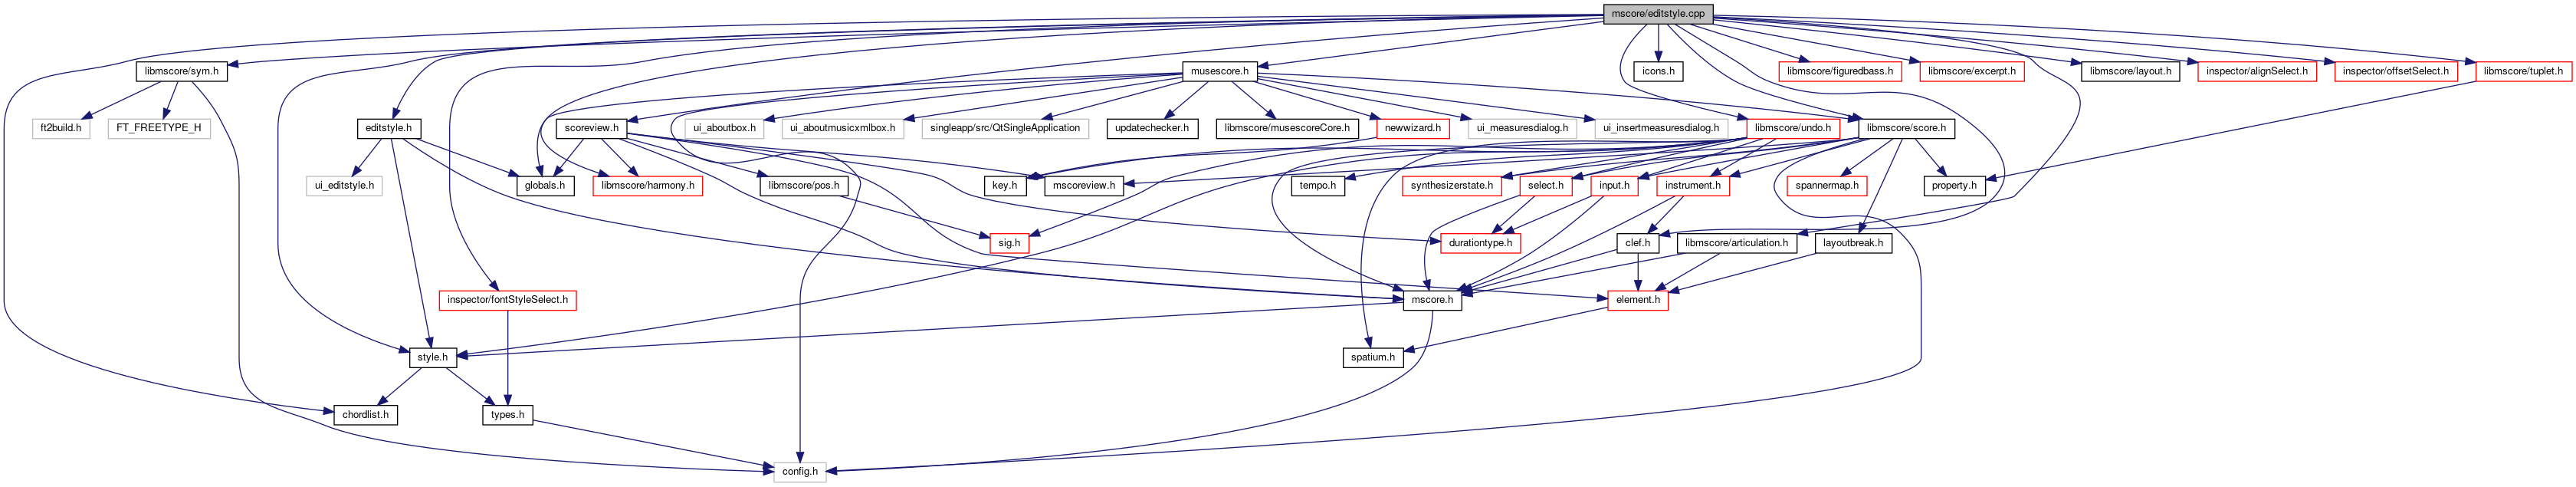 mscore/editstyle.cpp
libmscore/sym.h
musescore.h
icons.h
libmscore/figuredbass.h
libmscore/excerpt.h
libmscore/layout.h
inspector/alignSelect.h
inspector/offsetSelect.h
libmscore/tuplet.h
ft2build.h
FT_FREETYPE_H
editstyle.h
scoreview.h
ui_aboutbox.h
ui_aboutmusicxmlbox.h
singleapp/src/QtSingleApplication
updatechecker.h
libmscore/musescoreCore.h
newwizard.h
ui_measuresdialog.h
ui_insertmeasuresdialog.h
libmscore/undo.h
libmscore/score.h
ui_editstyle.h
globals.h
libmscore/harmony.h
libmscore/pos.h
key.h
mscoreview.h
tempo.h
synthesizerstate.h
select.h
input.h
instrument.h
spannermap.h
property.h
sig.h
durationtype.h
clef.h
libmscore/articulation.h
layoutbreak.h
inspector/fontStyleSelect.h
mscore.h
element.h
style.h
spatium.h
chordlist.h
types.h
config.h